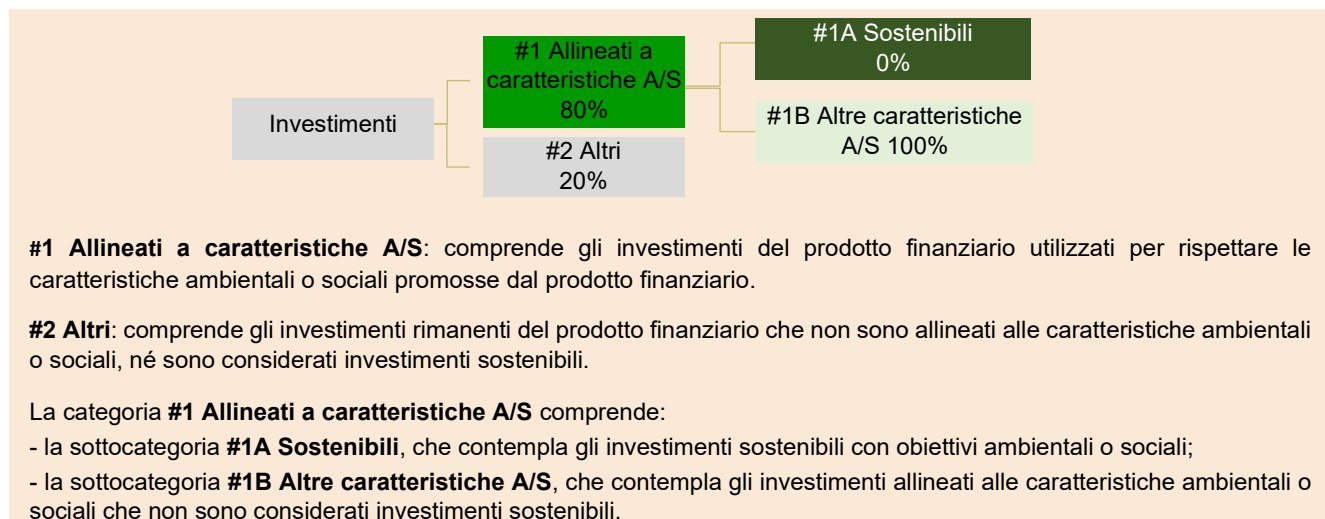 Investimenti
#1 Allineati a
caratteristiche A/S
80%
#2 Altri
20%
#1A Sostenibili
0%
#1B Altre caratteristiche
A/S 100%
#1 Allineati a caratteristiche A/S: comprende gli investimenti del prodotto finanziario utilizzati per rispettare le
caratteristiche ambientali o sociali promosse dal prodotto finanziario.
#2 Altri: comprende gli investimenti rimanenti del prodotto finanziario che non sono allineati alle caratteristiche ambientali
o sociali, né sono considerati investimenti sostenibili.
La categoria #1 Allineati a caratteristiche A/S comprende:
- la sottocategoria #1A Sostenibili, che contempla gli investimenti sostenibili con obiettivi ambientali o sociali;
- la sottocategoria #1B Altre caratteristiche A/S, che contempla gli investimenti allineati alle caratteristiche ambientali o
sociali che non sono considerati investimenti sostenibili.